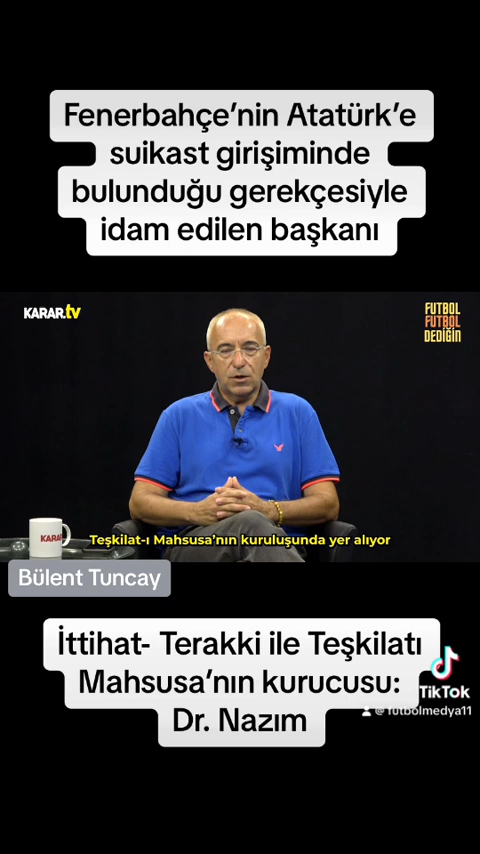 Fenerbahçe’nin Atatürk’e
suikast girişiminde
bulunduğu gerekçesiyle
idam edilen başkanı
KARAR.tv
FUTBOL
FUTBOL
DEDİĞİN
KARAR
Teşkilat-ı Mahsusa’nın kuruluşunda yer alıyor
Bülent Tuncay
İttihat- Terakki ile Teşkilatı
Mahsusa’nın kurucusu:
Dr. Nazım
TikTok
@futbolmedya11